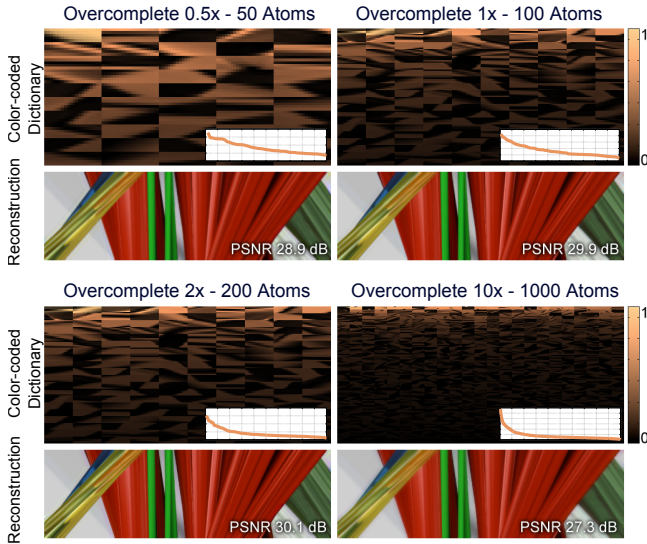 Overcomplete 0.5x - 50 Atoms
Overcomplete 1x - 100 Atoms
Color-coded
Dictionary
1
0
Reconstruction
PSNR 28.9 dB
PSNR 29.9 dB
Overcomplete 2x - 200 Atoms
Overcomplete 10x - 1000 Atoms
Color-coded
Dictionary
1
0
Reconstruction
PSNR 30.1 dB
PSNR 27.3 dB